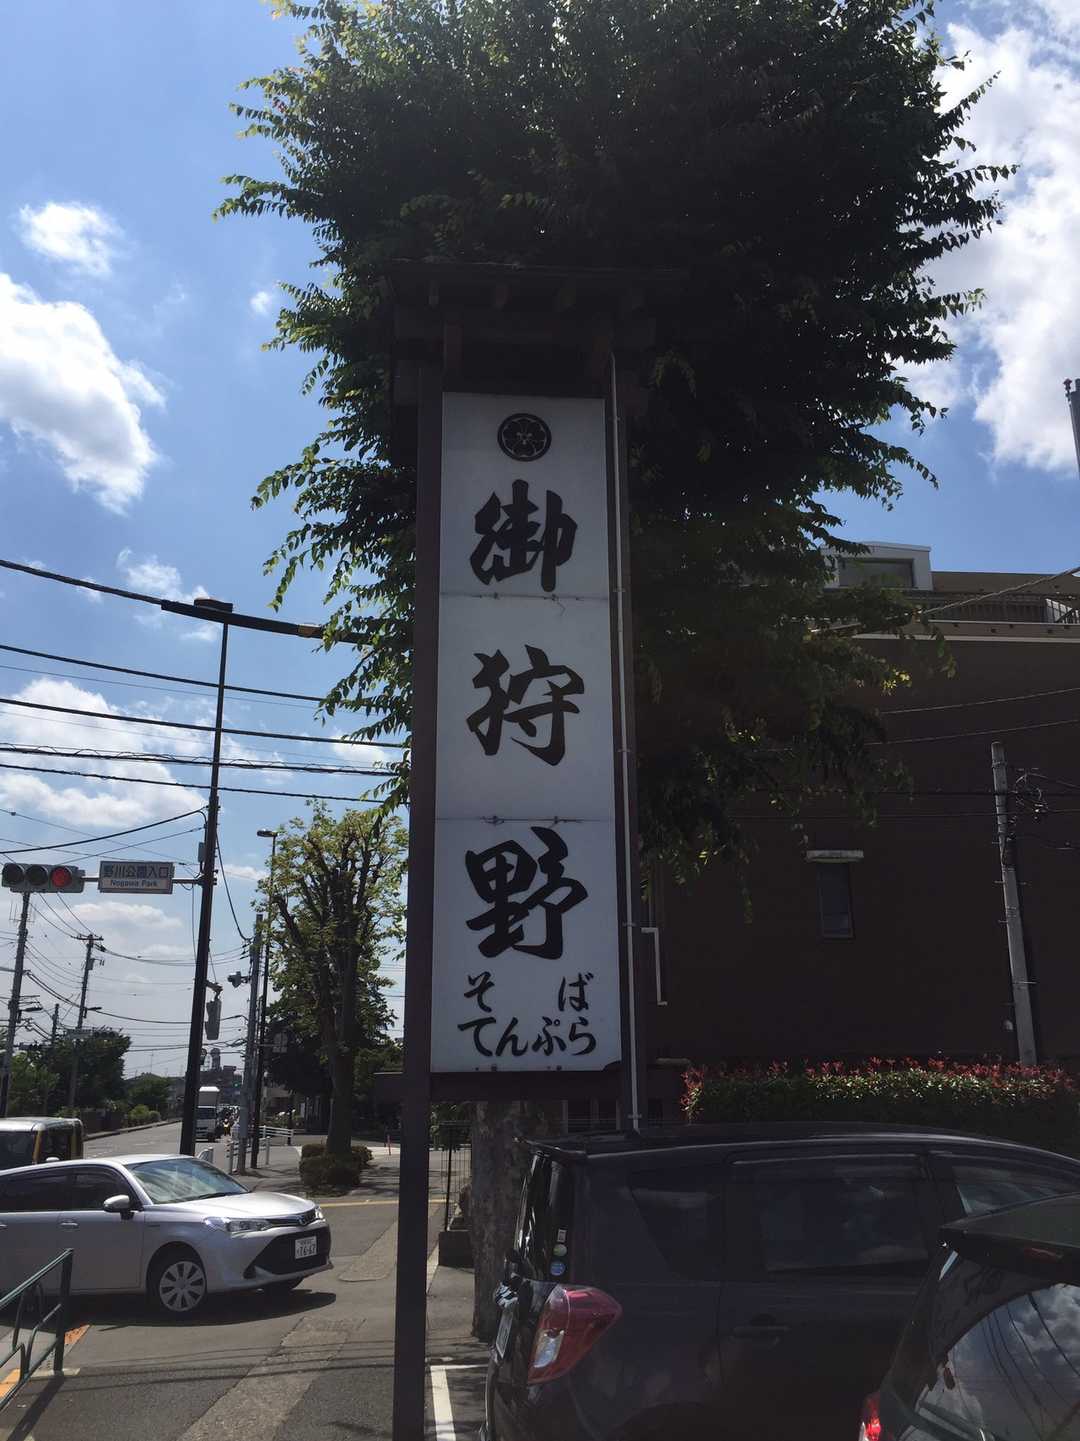 御狩野
そば
てんぷら
野川公園入口
Nogawa Park